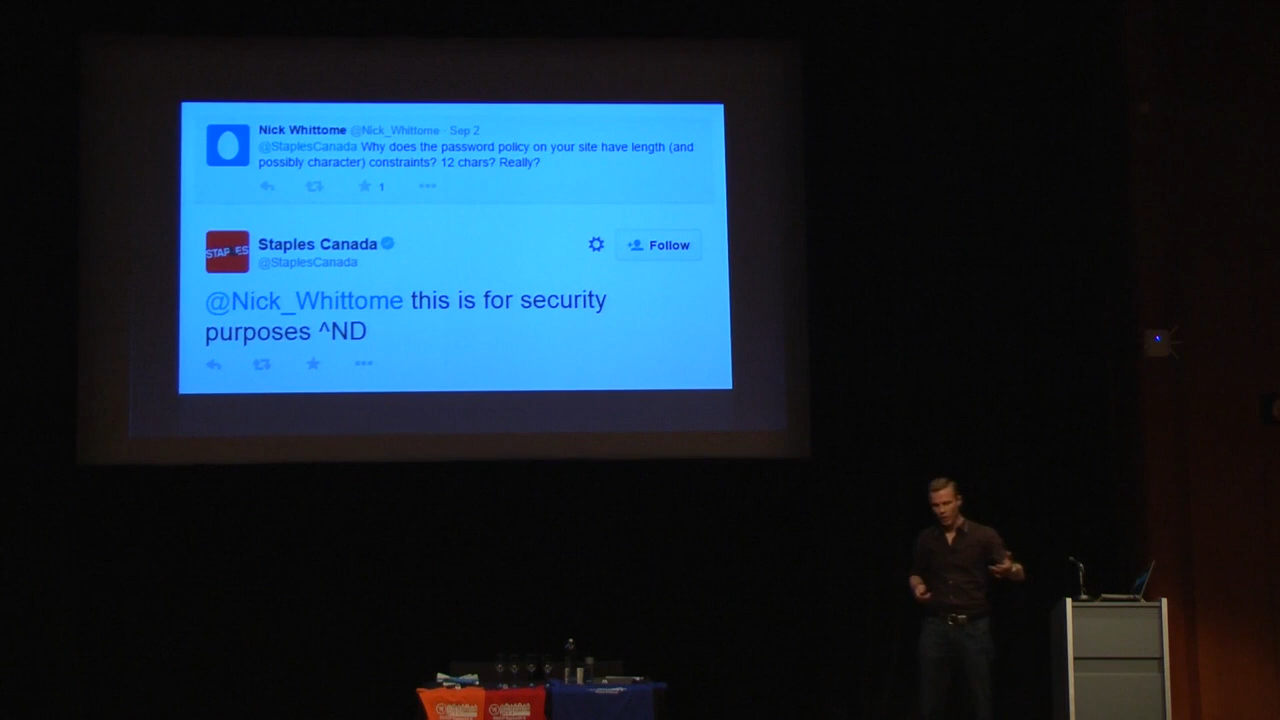 Nick Whittome @Nick_Whittome · Sep 2
@StaplesCanada Why does the password policy on your site have length (and
possibly character) constraints? 12 chars? Really?
1
STAPLES
Staples Canada
@StaplesCanada
Follow
@Nick_Whittome this is for security
purposes ^ND